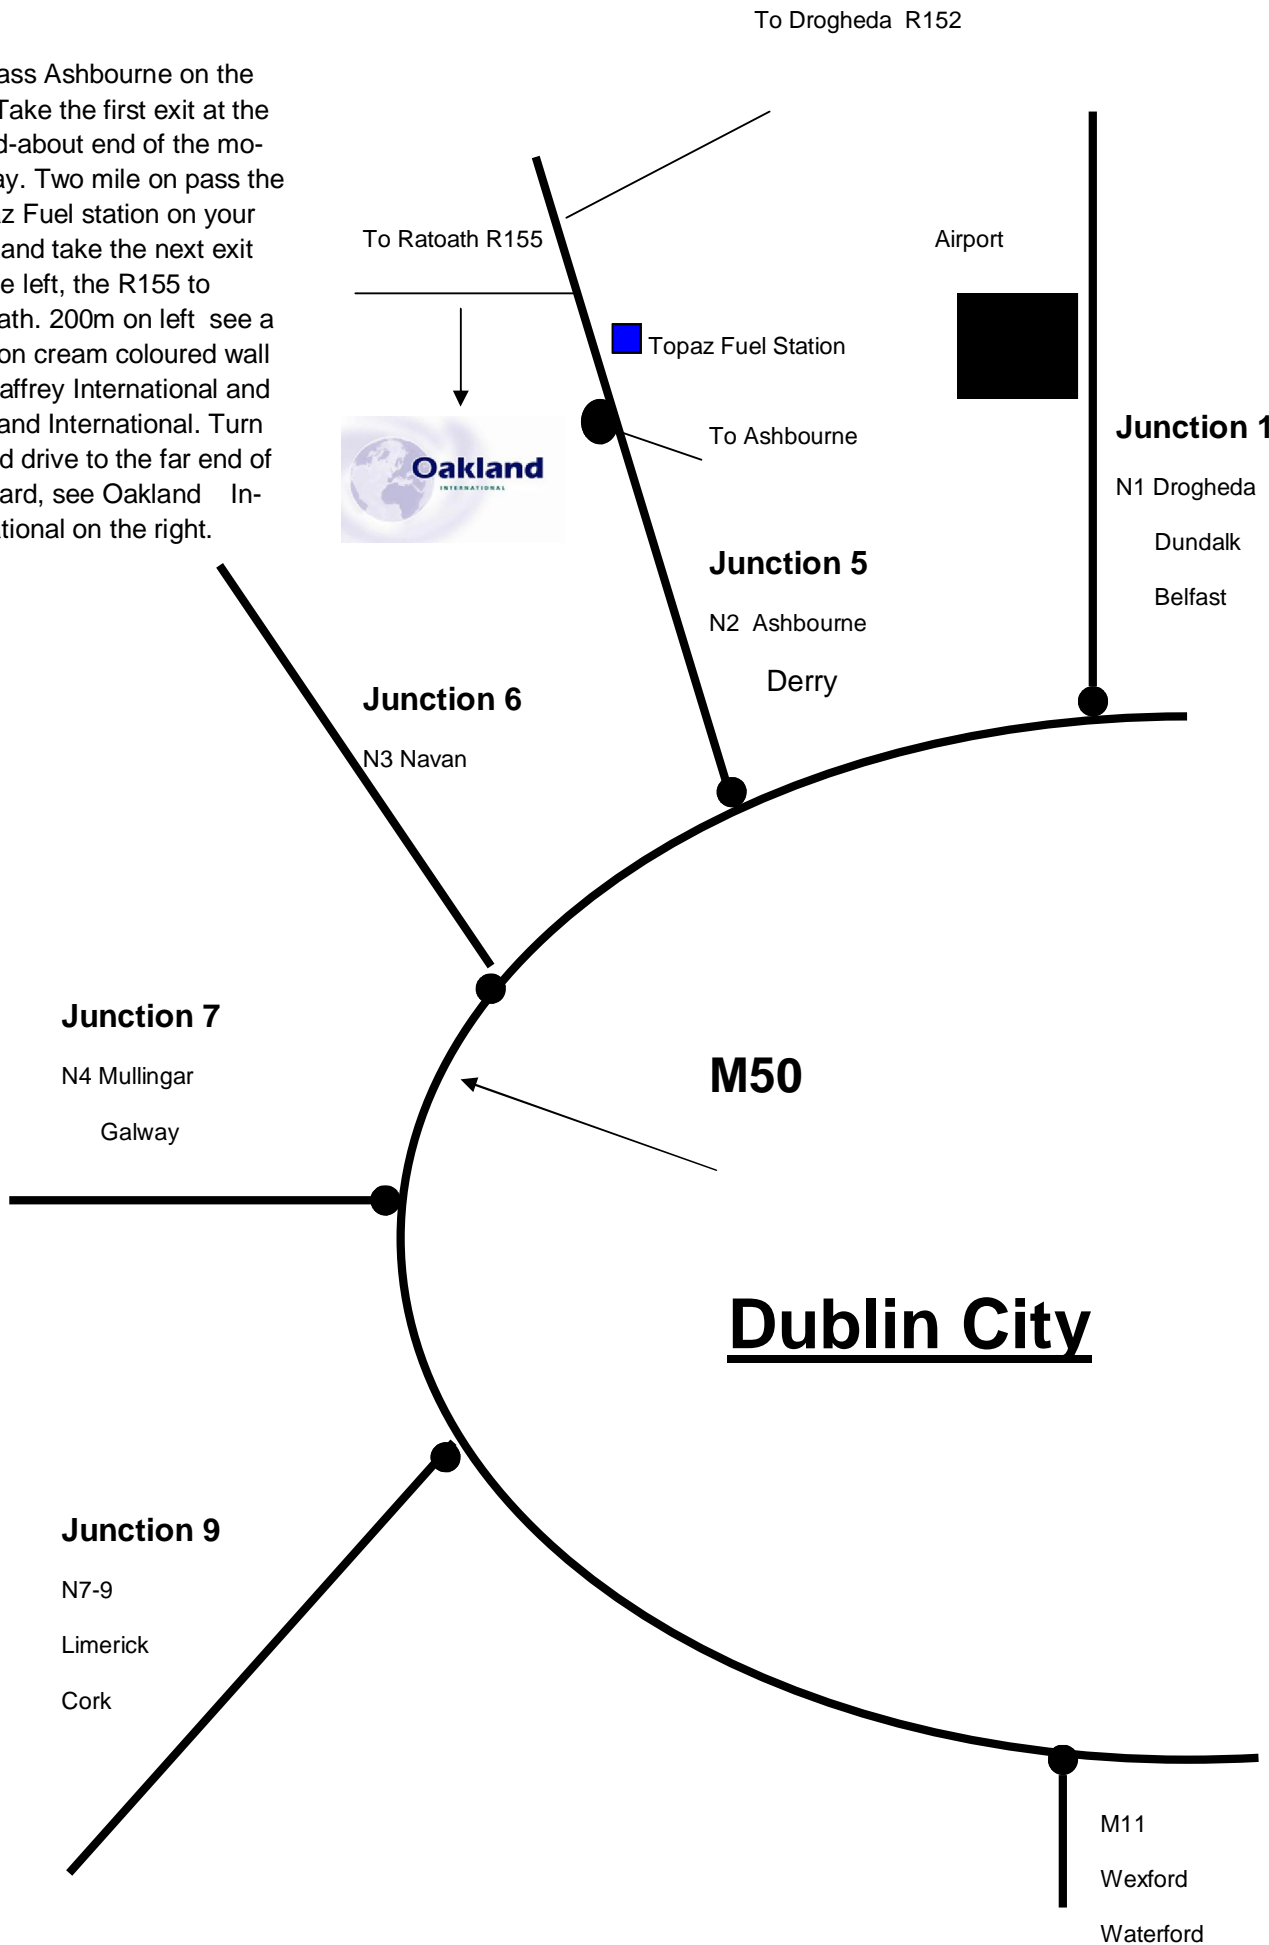 To Drogheda R152
ass Ashbourne on the
Take the first exit at the
d-about end of the mo-
ay. Two mile on pass the
z Fuel station on your
and take the next exit
e left, the R155 to
ath. 200m on left see a
on cream coloured wall
affrey International and
and International. Turn
d drive to the far end of
ard, see Oakland In-
tional on the right.
To Ratoath R155
Airport
Topaz Fuel Station
To Ashbourne
Oakland
INTERNATIONAL
Junction 1
N1 Drogheda
Dundalk
Belfast
Junction 5
N2 Ashbourne
Derry
Junction 6
N3 Navan
Junction 7
N4 Mullingar
Galway
M50
Dublin City
Junction 9
N7-9
Limerick
Cork
M11
Wexford
Waterford